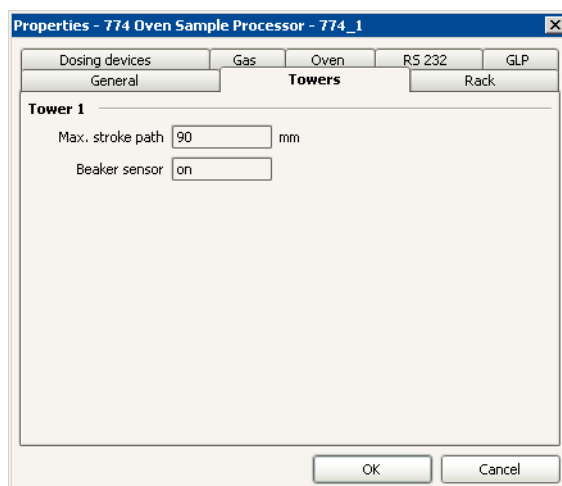 Properties - 774 Oven Sample Processor - 774_1
Dosing devices Gas Oven RS 232 GLP
General Towers Rack
Tower 1
Max. stroke path 90 mm
Beaker sensor on
OK Cancel